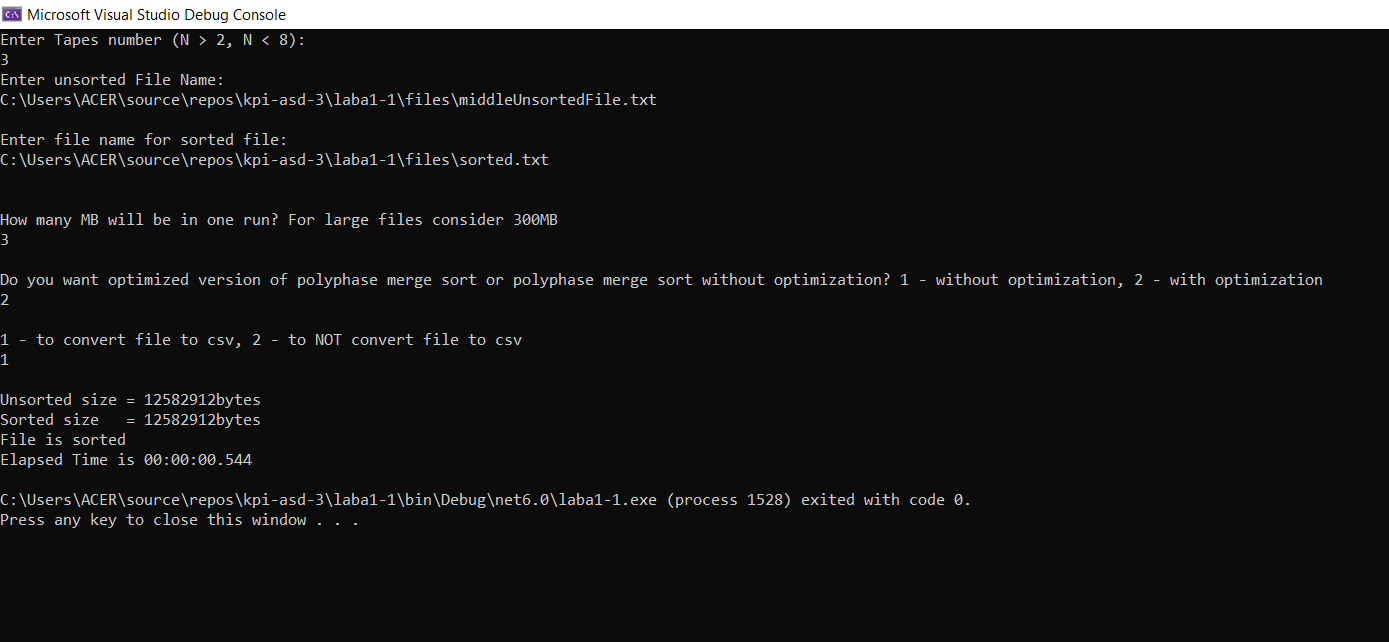 Microsoft Visual Studio Debug Console
Enter Tapes number (N > 2, N < 8):
3
Enter unsorted File Name:
C:\Users\ACER\source\repos\kpi-asd-3\laba1-1\files\middleUnsortedFile.txt
Enter file name for sorted file:
C:\Users\ACER\source\repos\kpi-asd-3\laba1-1\files\sorted.txt
How many MB will be in one run? For large files consider 300MB
3
Do you want optimized version of polyphase merge sort or polyphase merge sort without optimization? 1 - without optimization, 2 - with optimization
2
1 - to convert file to csv, 2 - to NOT convert file to csv
1
Unsorted size = 12582912bytes
Sorted size   = 12582912bytes
File is sorted
Elapsed Time is 00:00:00.544
C:\Users\ACER\source\repos\kpi-asd-3\laba1-1\bin\Debug\net6.0\laba1-1.exe (process 1528) exited with code 0.
Press any key to close this window . . .